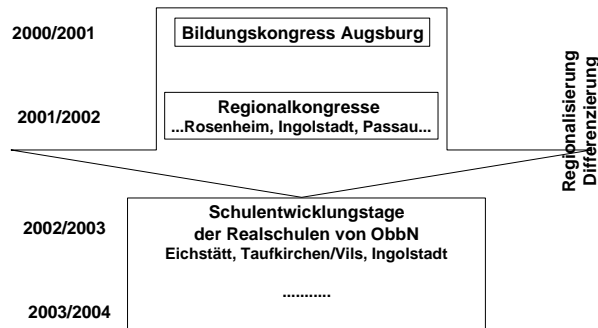 2000/2001
Bildungskongress Augsburg
2001/2002
Regionalkongresse
...Rosenheim, Ingolstadt, Passau...
Regionalisierung
Differenzierung
2002/2003
Schulentwicklungstage
der Realschulen von ObbN
Eichstätt, Taufkirchen/Vils, Ingolstadt
...........
2003/2004